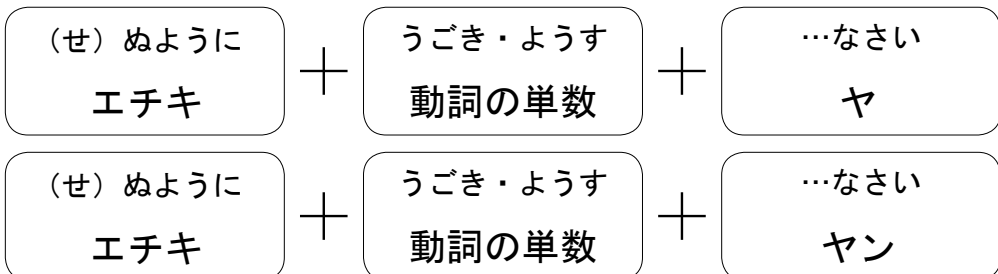 （せ）ぬように + うごき・ようす + …なさい
エチキ 動詞の単数 ヤ
（せ）ぬように + うごき・ようす + …なさい
エチキ 動詞の単数 ヤン